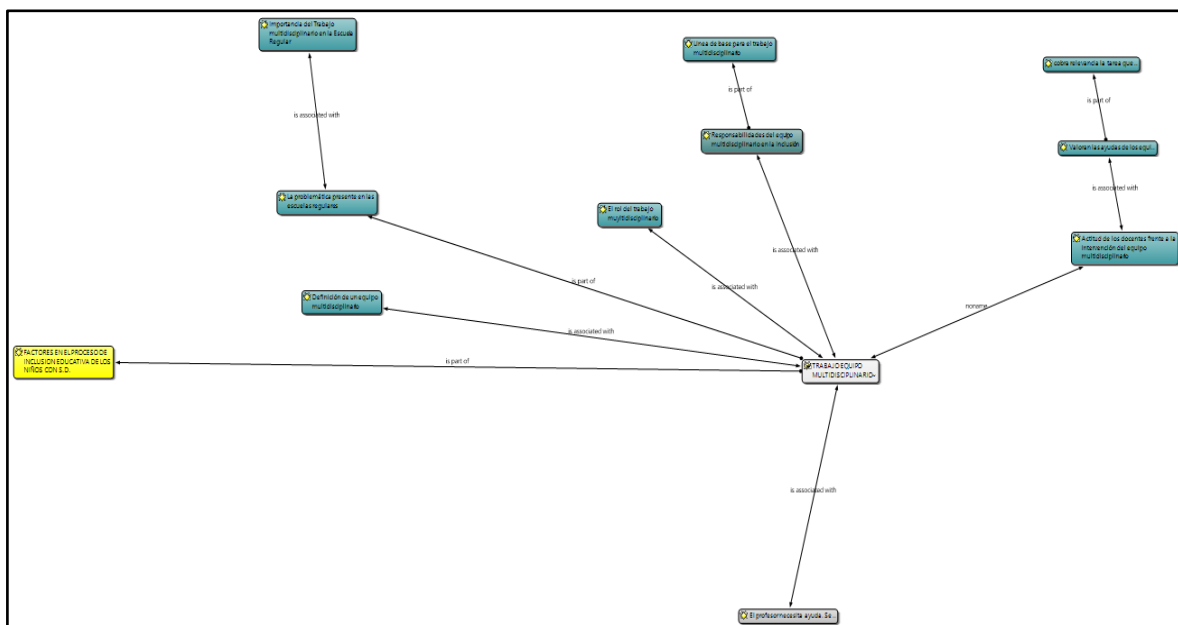 Importancia del Trabajo
multidisciplinario en la Escuela
Regular
Línea de base para el trabajo
multidisciplinario
cobra relevancia la tarea que ...
is part of
is part of
is associated with
Responsabilidades del equipo
multidisciplinario en la inclusión
Valoran las ayudas de los equi...
is associated with
La problemática presente en las
escuelas regulares
El rol del trabajo
muyltidisciplinario
Actitud de los docentes frente a la
intervención del equipo
multidisciplinario
is associated with
is part of
is associated with
Definición de un equipo
multidisciplinario
noname
is associated with
FACTORES EN EL PROCESO DE
INCLUSION EDUCATIVA DE LOS
NIÑOS CON S.D.
is part of
TRABAJO EQUIPO
MULTIDISCIPLINARIO~
is associated with
El profesor necesita ayuda. Se...